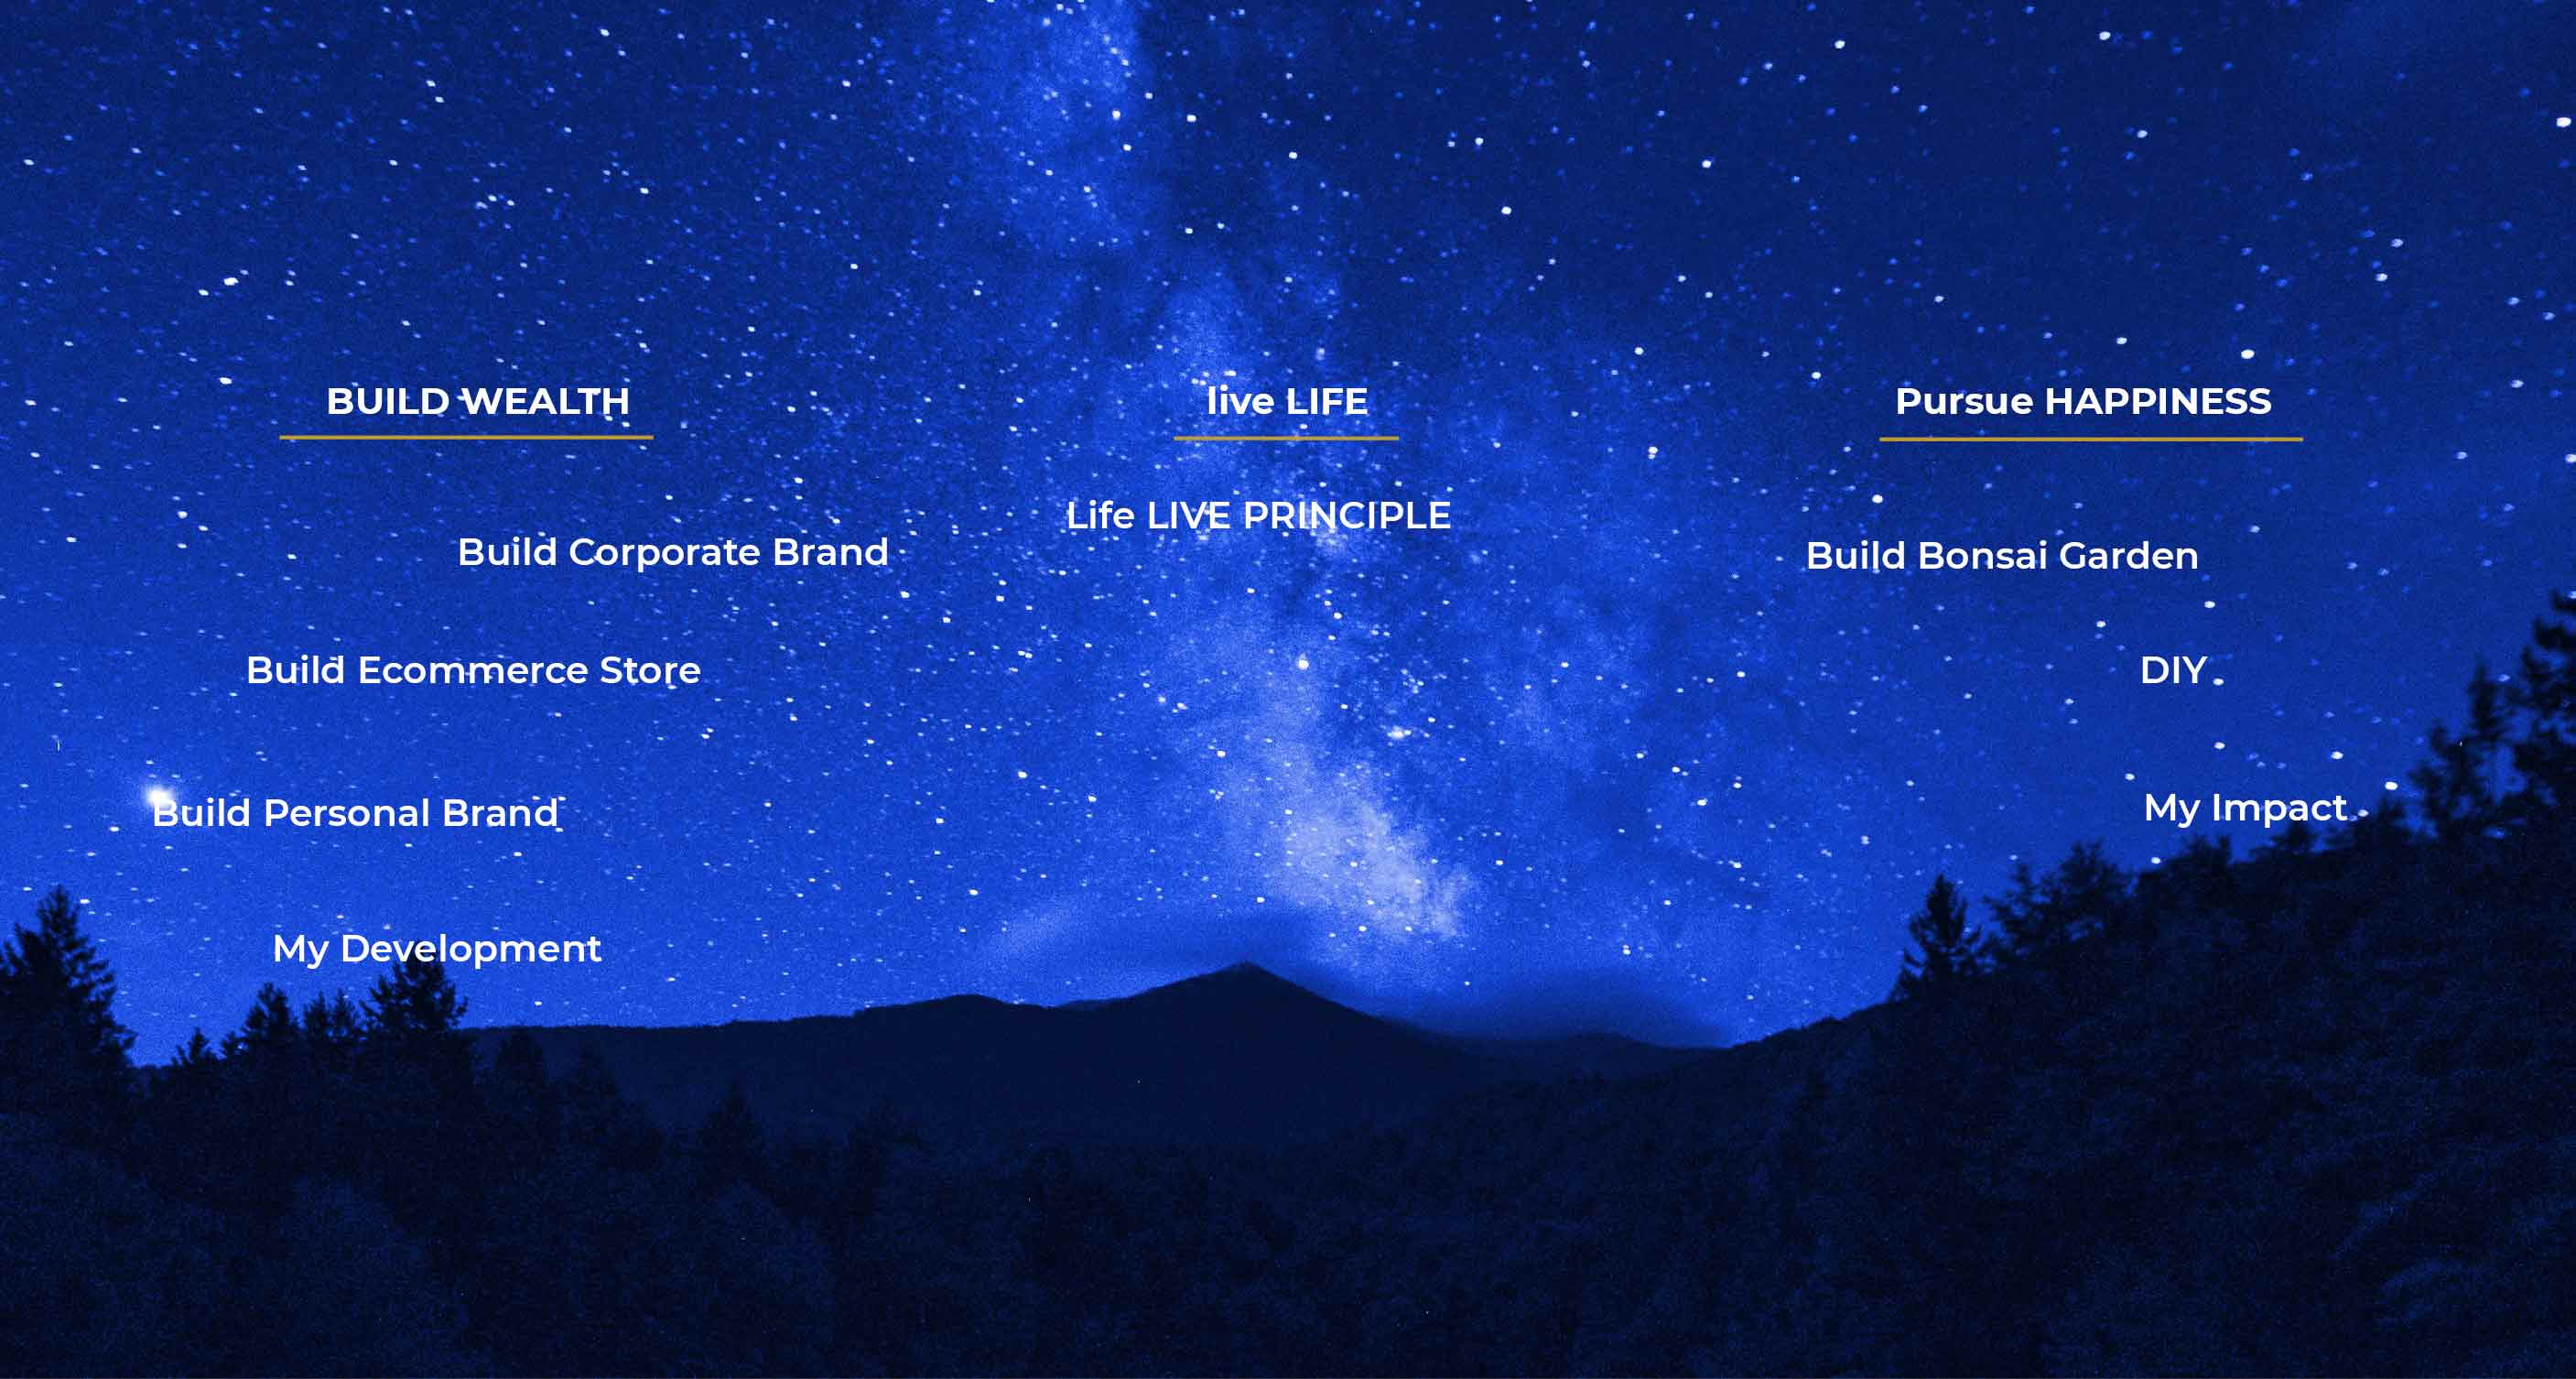 BUILD WEALTH
live LIFE
Pursue HAPPINESS
Life LIVE PRINCIPLE
Build Corporate Brand
Build Bonsai Garden
Build Ecommerce Store
DIY
Build Personal Brand
My Impact
My Development